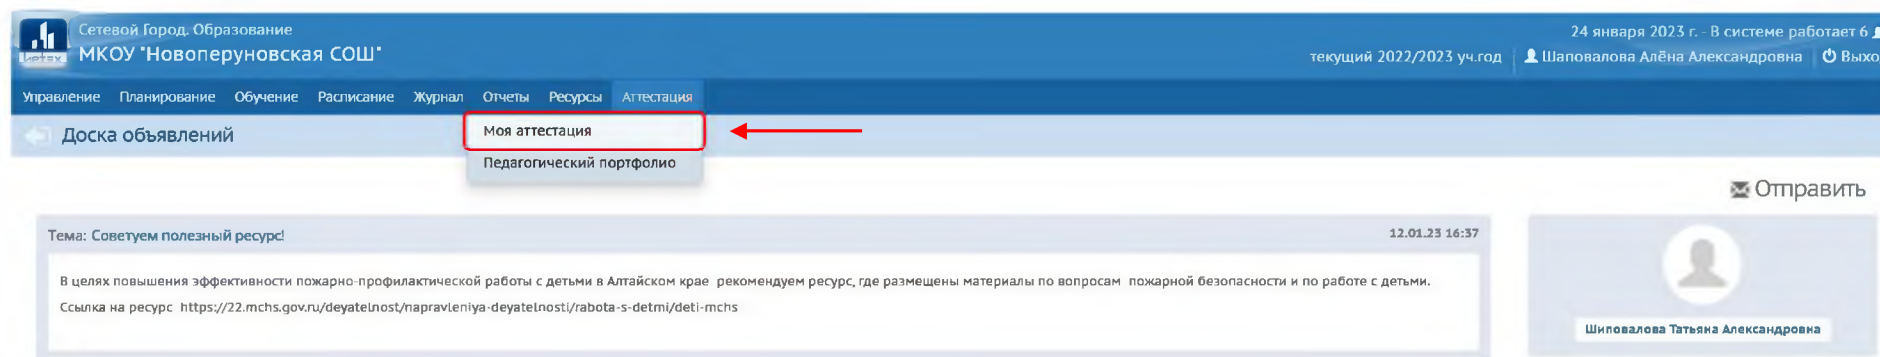 Сетевой Город. Образование
МКОУ "Новоперуновская СОШ"
24 января 2023 г. - В системе работает 6
текущий 2022/2023 уч.год
Шаповалова Алёна Александровна
Выхо
Управление Планирование Обучение Расписание Журнал Отчеты Ресурсы Аттестация
Доска объявлений
Моя аттестация
Педагогический портфолио
Отправить
Тема: Советуем полезный ресурс!
12.01.23 16:37
В целях повышения эффективности пожарно-профилактической работы с детьми в Алтайском крае рекомендуем ресурс, где размещены материалы по вопросам пожарной безопасности и по работе с детьми.
Ссылка на ресурс https://22.mchs.gov.ru/deyatelnost/napravleniya-deyatelnosti/rabota-s-detmi/deti-mchs
Шиповалова Татьяна Александровна